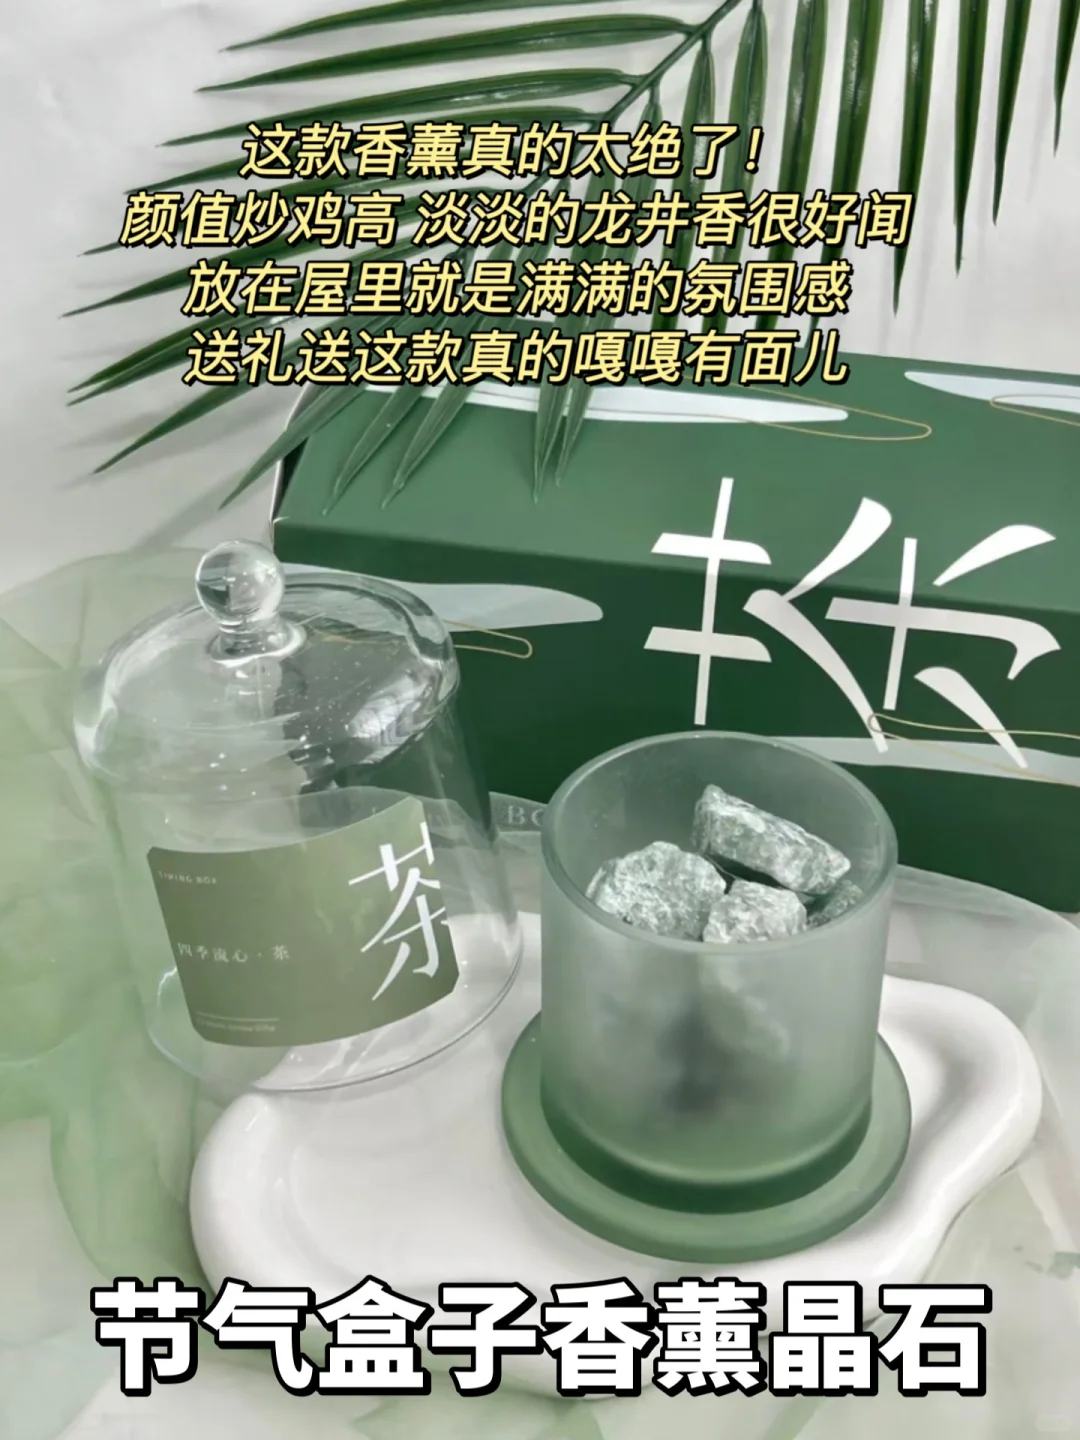 这款香薰真的太绝了！
颜值炒鸡高 淡淡的龙井香很好闻
放在屋里就是满满的氛围感
送礼送这款真的嘎嘎有面儿
茶
TIMING BOX
四季流心·茶
茶
节气盒子香薰晶石